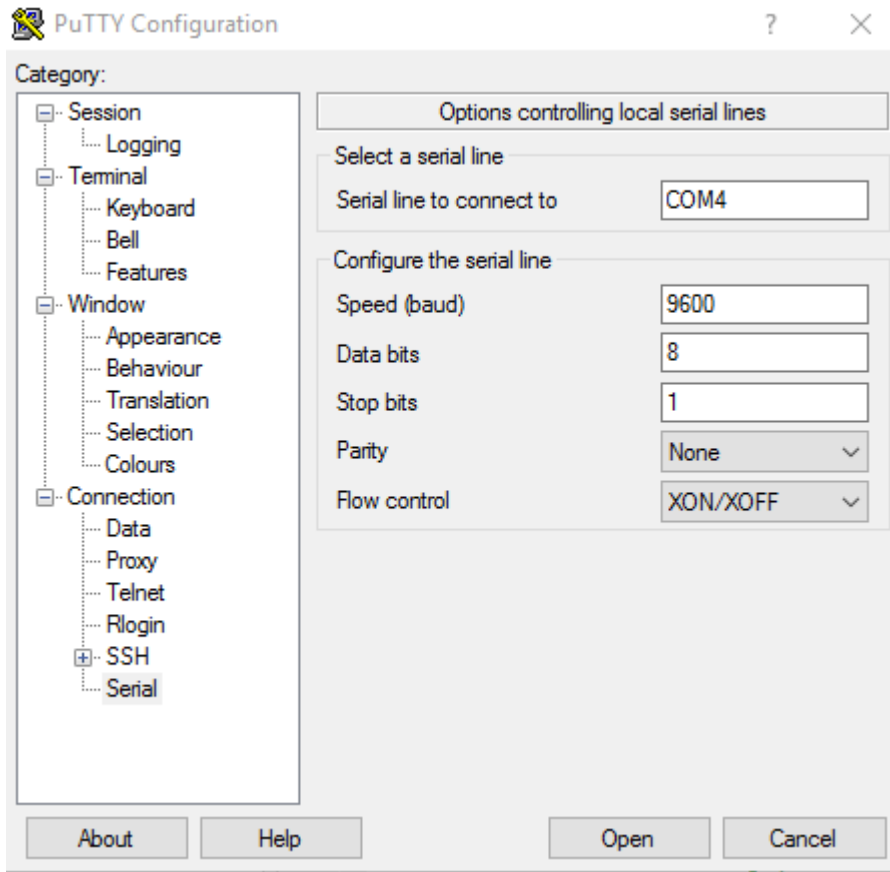 PuTTY Configuration
?
Category:
Session
Logging
Terminal
Keyboard
Bell
Features
Window
Appearance
Behaviour
Translation
Selection
Colours
Connection
Data
Proxy
Telnet
Rlogin
SSH
Serial
Options controlling local serial lines
Select a serial line
Serial line to connect to COM4
Configure the serial line
Speed (baud) 9600
Data bits 8
Stop bits 1
Parity None
Flow control XON/XOFF
About Help Open Cancel